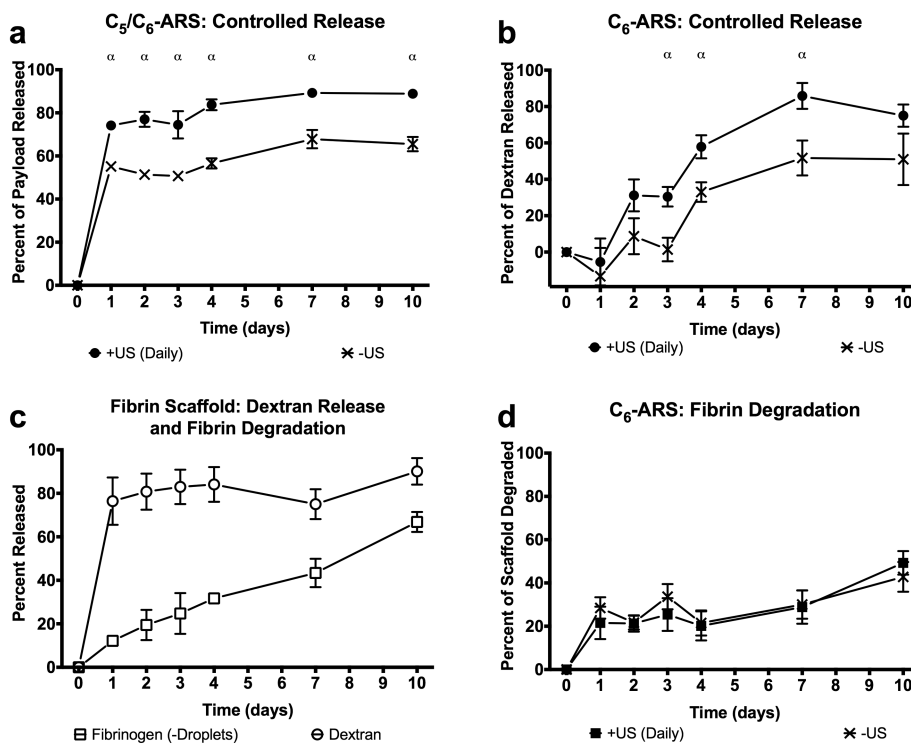 a
C5/C6-ARS: Controlled Release
α α α α α α
Percent of Payload Released
100
80
60
40
20
0
0 1 2 3 4 5 6 7 8 9 10
Time (days)
+US (Daily) -US
b
C6-ARS: Controlled Release
α α α
Percent of Dextran Released
100
80
60
40
20
0
0 1 2 3 4 5 6 7 8 9 10
Time (days)
+US (Daily) -US
c
Fibrin Scaffold: Dextran Release
and Fibrin Degradation
Percent Released
100
80
60
40
20
0
0 1 2 3 4 5 6 7 8 9 10
Time (days)
Fibrinogen (-Droplets) Dextran
d
C6-ARS: Fibrin Degradation
Percent of Scaffold Degraded
100
80
60
40
20
0
0 1 2 3 4 5 6 7 8 9 10
Time (days)
+US (Daily) -US